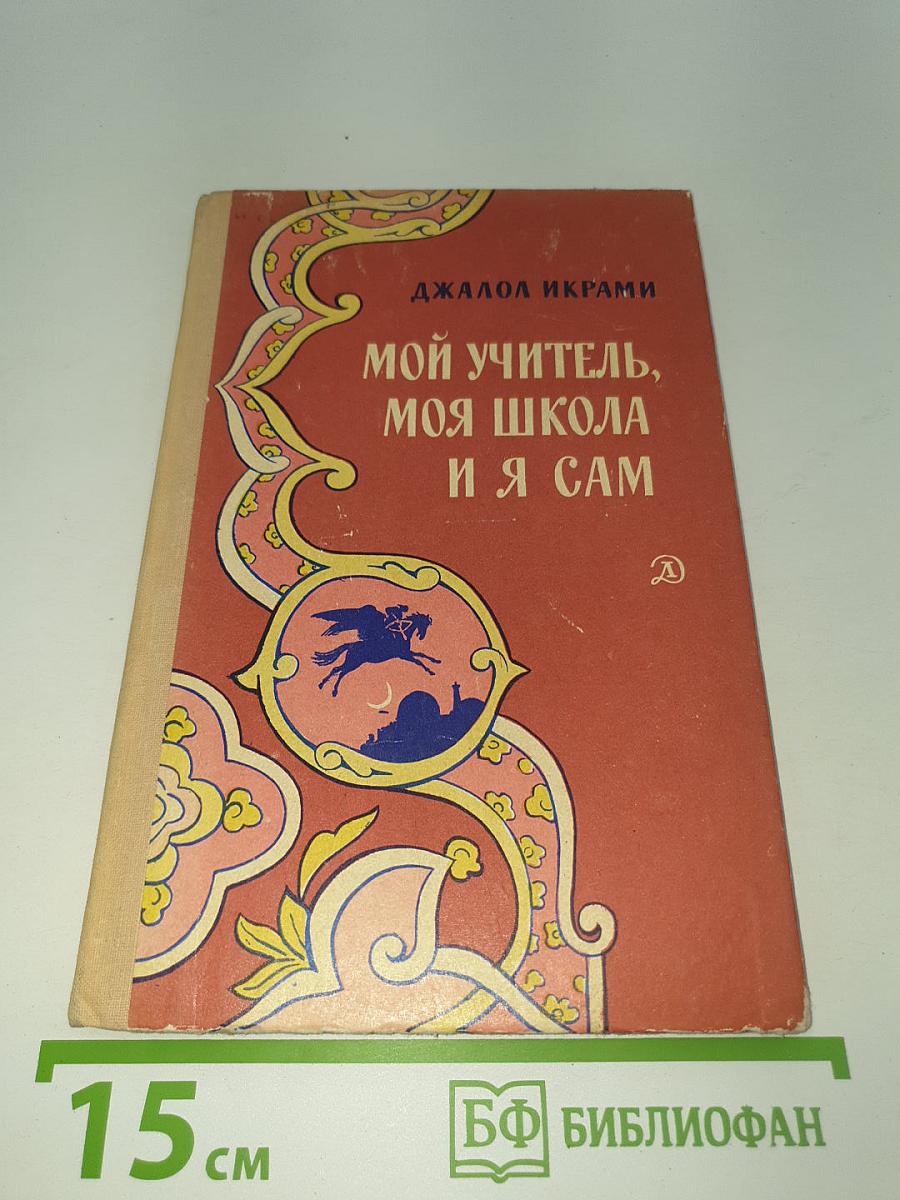 ДЖАЛОЛ ИКРАМИ
МОЙ УЧИТЕЛЬ,
МОЯ ШКОЛА
И Я САМ
Д
15 см
БФ БИБЛИОФАН